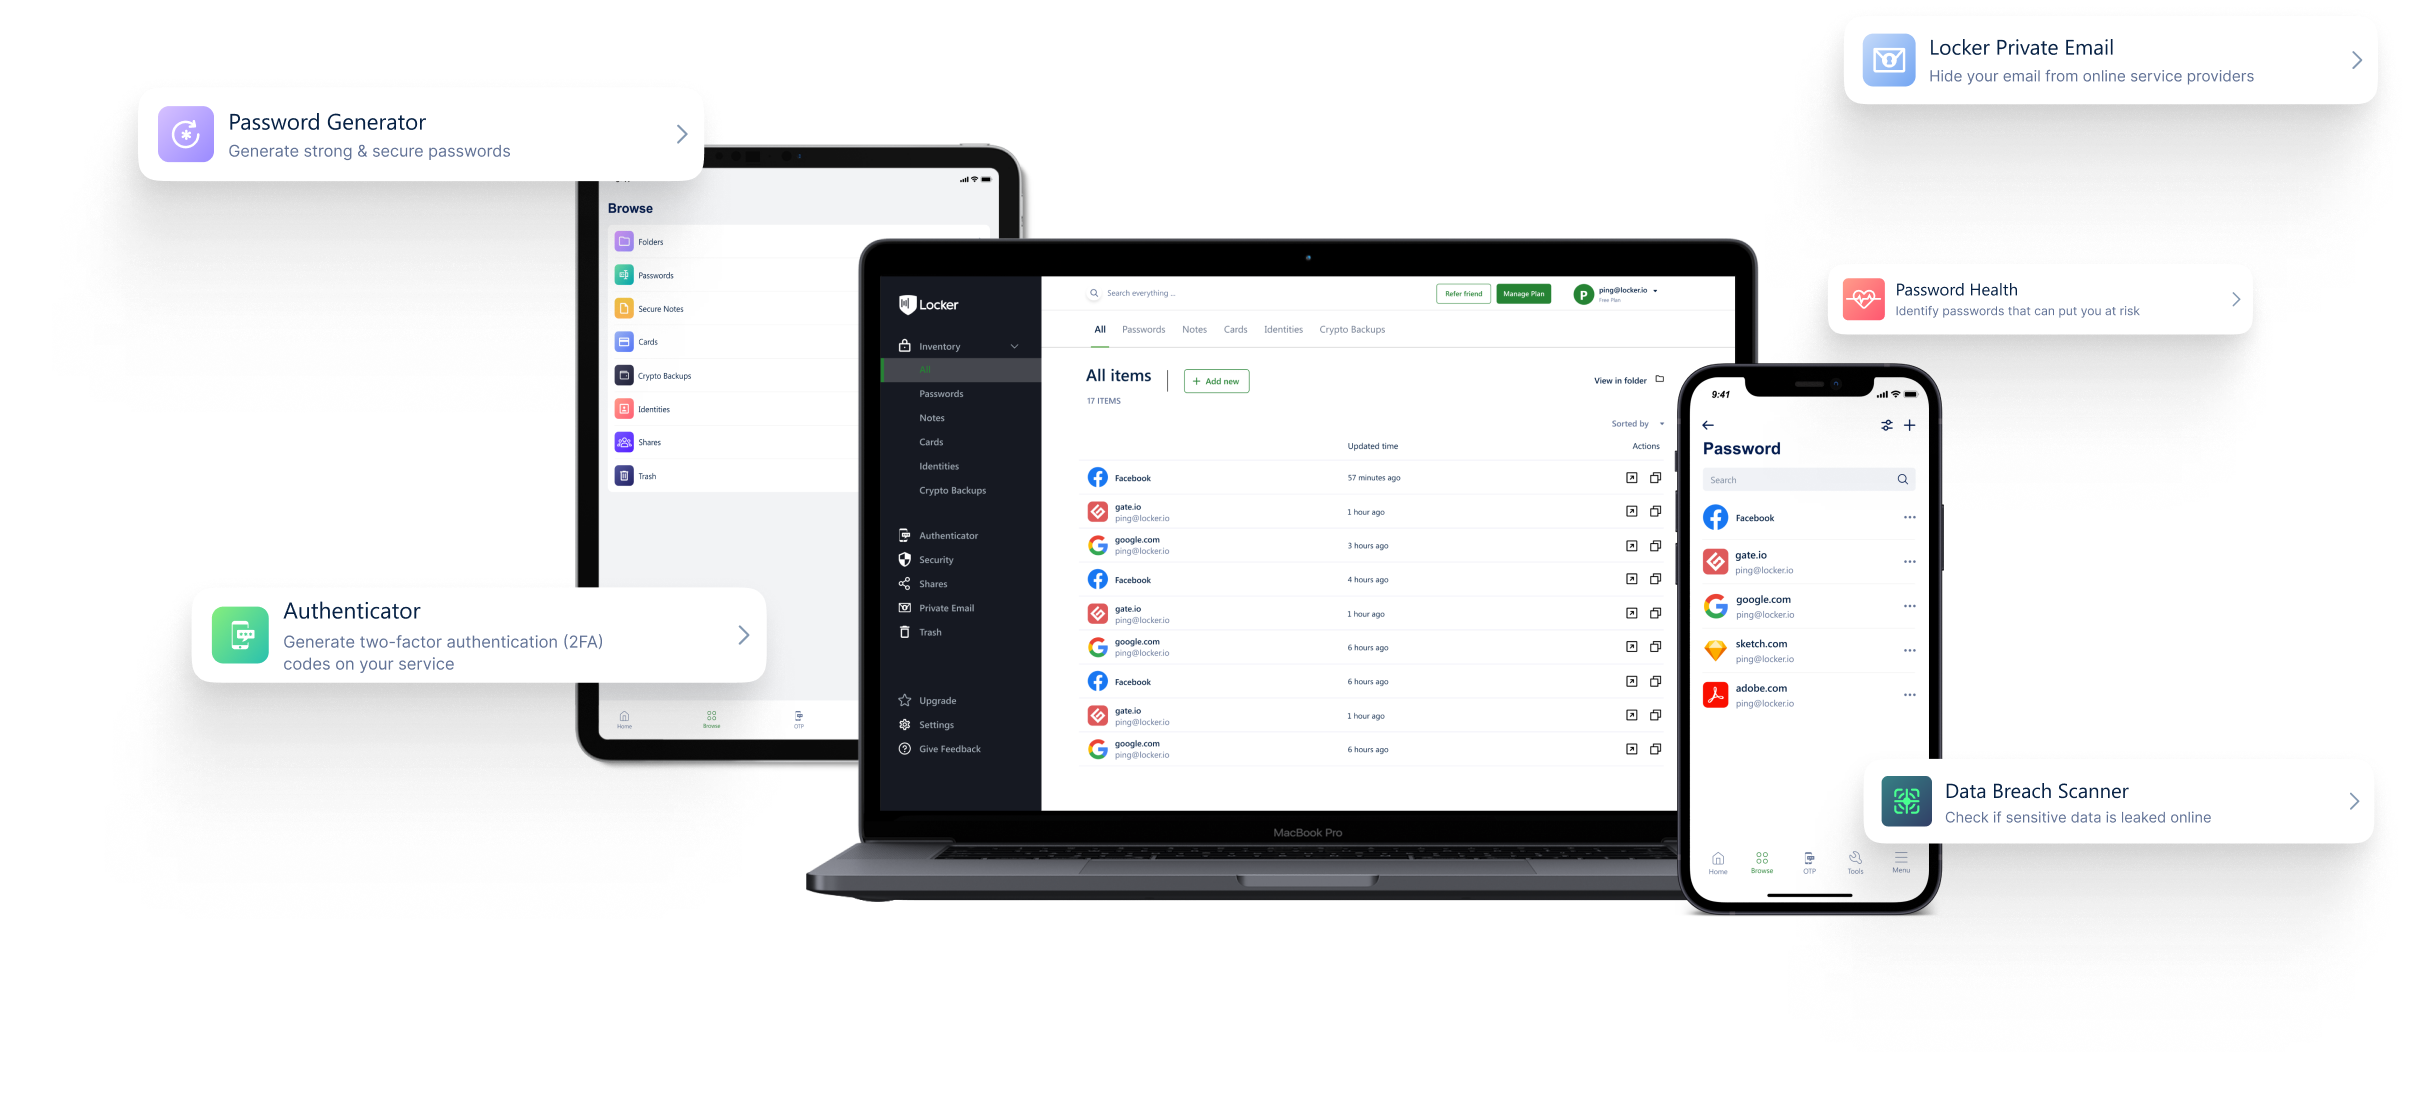 Password Generator
Generate strong & secure passwords
Locker Private Email
Hide your email from online service providers
Password Health
Identify passwords that can put you at risk
Authenticator
Generate two-factor authentication (2FA)
codes on your service
Data Breach Scanner
Check if sensitive data is leaked online
Browse
Folders
Passwords
Secure Notes
Cards
Crypto Backups
Identities
Shares
Trash
Home
Browse
OTP
Locker
Inventory
All
Passwords
Notes
Cards
Identities
Crypto Backups
Authenticator
Security
Shares
Private Email
Trash
Upgrade
Settings
Give Feedback
Search everything ...
Refer friend
Manage Plan
P
ping@locker.io
Free Plan
All Passwords Notes Cards Identities Crypto Backups
All items
+ Add new
View in folder
17 ITEMS
Sorted by
Updated time Actions
Facebook 57 minutes ago
gate.io
ping@locker.io
1 hour ago
google.com
ping@locker.io
3 hours ago
Facebook 4 hours ago
gate.io
ping@locker.io
1 hour ago
google.com
ping@locker.io
6 hours ago
Facebook 6 hours ago
gate.io
ping@locker.io
1 hour ago
google.com
ping@locker.io
6 hours ago
MacBook Pro
9:41
Password
Search
Facebook
gate.io
ping@locker.io
google.com
ping@locker.io
sketch.com
ping@locker.io
adobe.com
ping@locker.io
Home
Browse
OTP
Tools
Menu